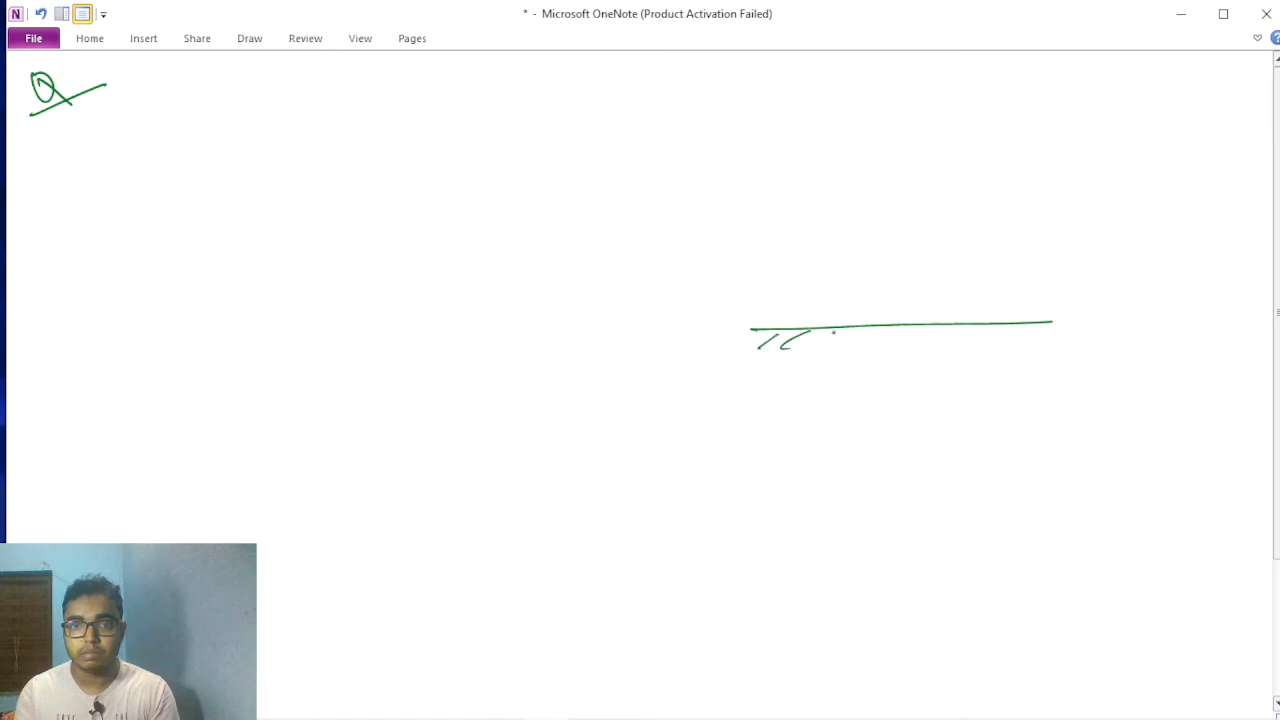 * - Microsoft OneNote (Product Activation Failed)
File Home Insert Share Draw Review View Pages
Q